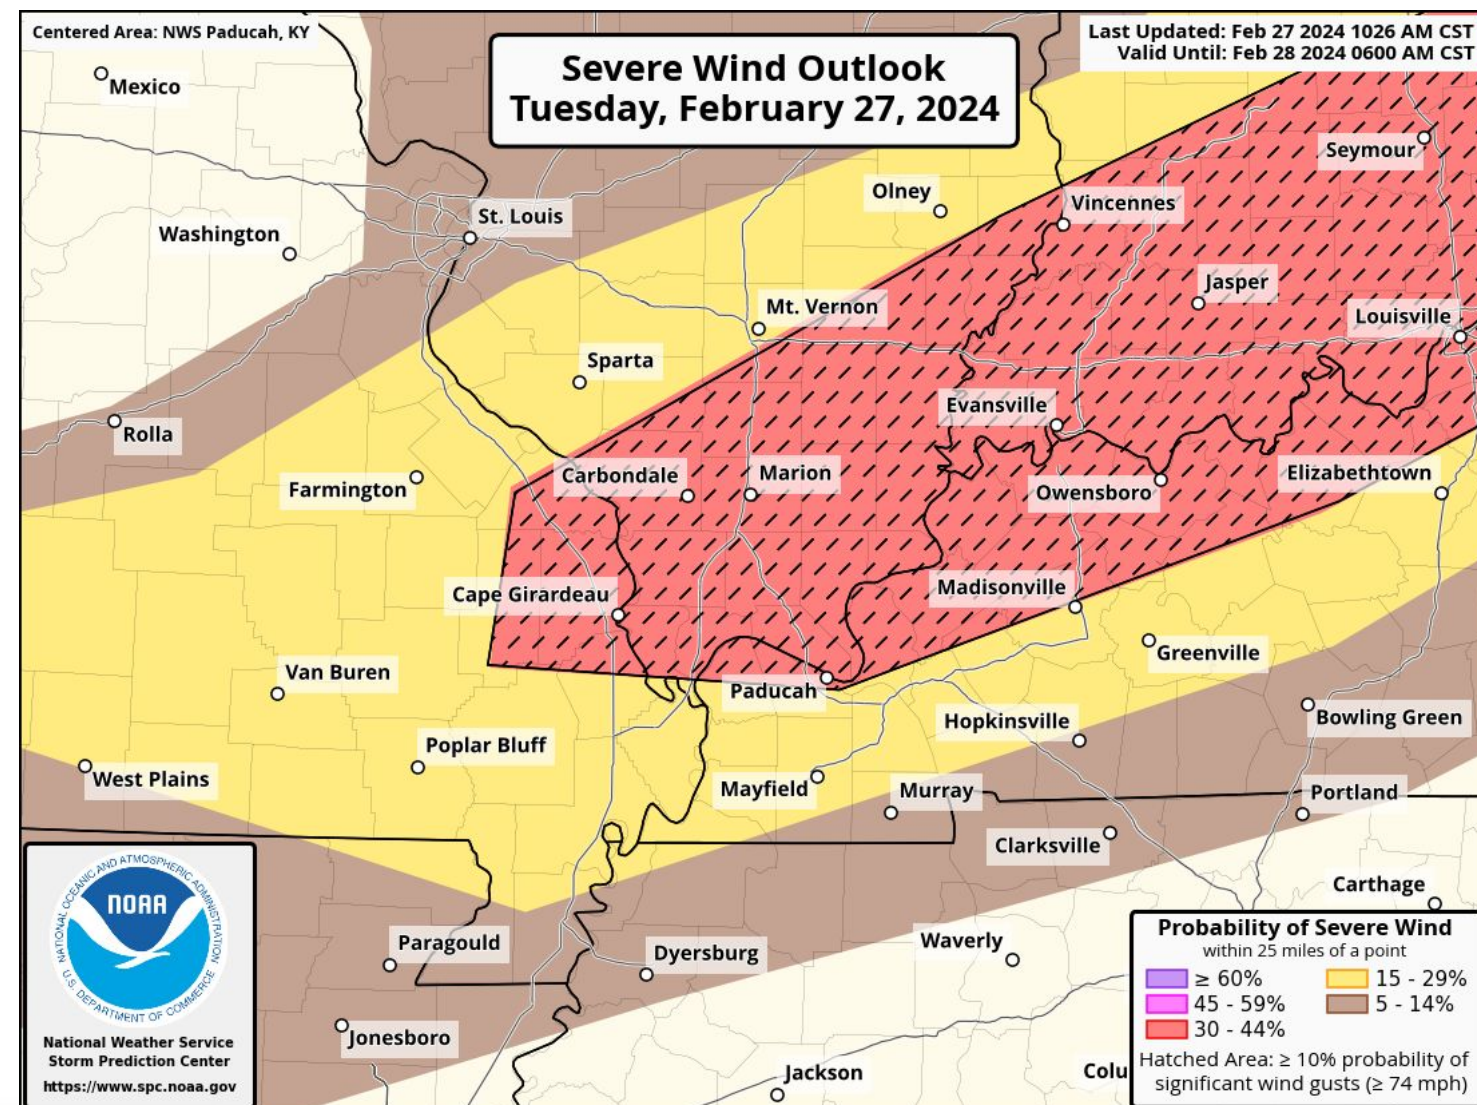 Centered Area: NWS Paducah, KY
Last Updated: Feb 27 2024 1026 AM CST
Valid Until: Feb 28 2024 0600 AM CST
Severe Wind Outlook
Tuesday, February 27, 2024
Mexico
Seymour
Olney
Vincennes
St. Louis
Washington
Jasper
Mt. Vernon
Louisville
Sparta
Evansville
Rolla
Carbondale
Marion
Elizabethtown
Farmington
Owensboro
Cape Girardeau
Madisonville
Greenville
Van Buren
Paducah
Hopkinsville
Bowling Green
Poplar Bluff
West Plains
Mayfield
Murray
Portland
Clarksville
Carthage
Paragould
Dyersburg
Waverly
Jonesboro
Jackson
Colu
NATIONAL OCEANIC AND ATMOSPHERIC ADMINISTRATION
NOAA
U.S. DEPARTMENT OF COMMERCE
National Weather Service
Storm Prediction Center
https://www.spc.noaa.gov
Probability of Severe Wind
within 25 miles of a point
≥ 60%
15 - 29%
45 - 59%
5 - 14%
30 - 44%
Hatched Area: ≥ 10% probability of
significant wind gusts (≥ 74 mph)